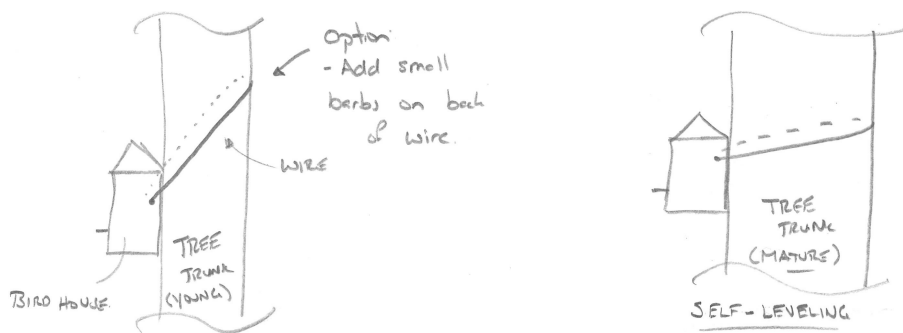 Option:
- Add small
barbs on back
of wire.
WIRE
TREE
TRUNK
(YOUNG)
BIRD HOUSE.
TREE
TRUNK
(MATURE)
SELF-LEVELING